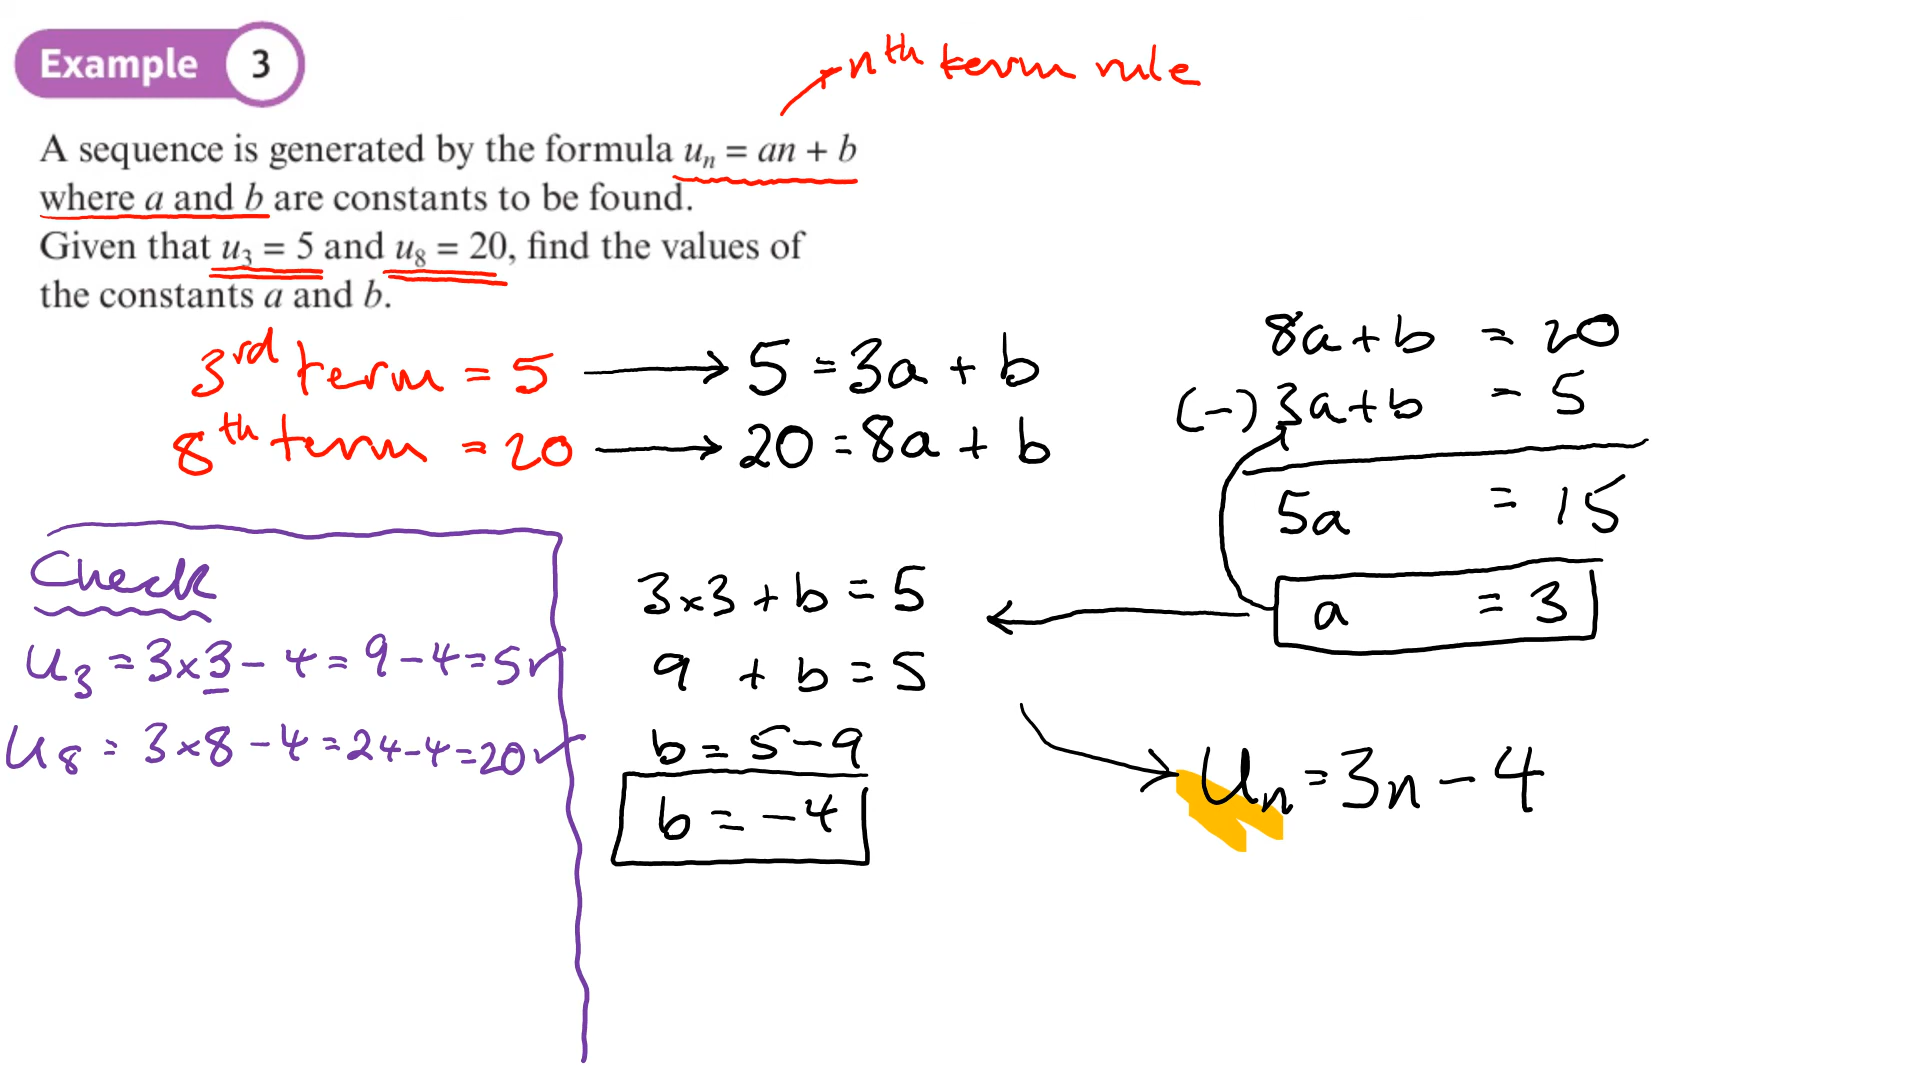 Example 3
nth term rule
A sequence is generated by the formula uₙ = an + b
where a and b are constants to be found.
Given that u₃ = 5 and u₈ = 20, find the values of
the constants a and b.
3rd term = 5 → 5 = 3a + b
8th term = 20 → 20 = 8a + b
8a + b = 20
(-) 3a + b = 5
5a = 15
a = 3
3 × 3 + b = 5
9 + b = 5
b = 5 - 9
b = -4
uₙ = 3n - 4
Check
u₃ = 3 × 3 - 4 = 9 - 4 = 5 ✓
u₈ = 3 × 8 - 4 = 24 - 4 = 20 ✓